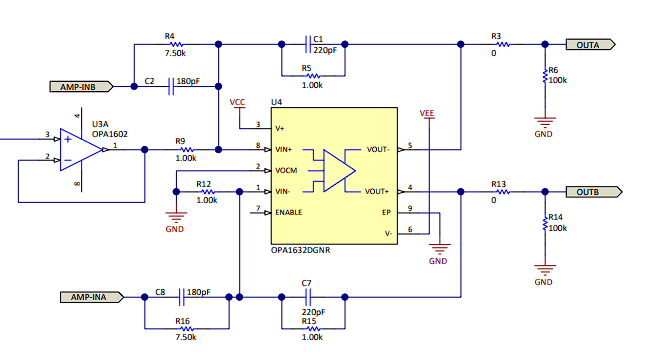 R4
7.50k
C1
220pF
R3
0
OUTA
R5
1.00k
C2 180pF
AMP-INB
R6
100k
GND
U3A
OPA1602
4
3
2
1
8
R9
1.00k
VCC
U4
VEE
3 V+
8 VIN+ VOUT- 5
2 VOCM
R12
1.00k
1 VIN- VOUT+ 4
7 ENABLE EP 9
V- 6
OPA1632DGNR
GND
GND
R13
0
OUTB
R14
100k
GND
AMP-INA
C8 180pF
R16
7.50k
C7
220pF
R15
1.00k